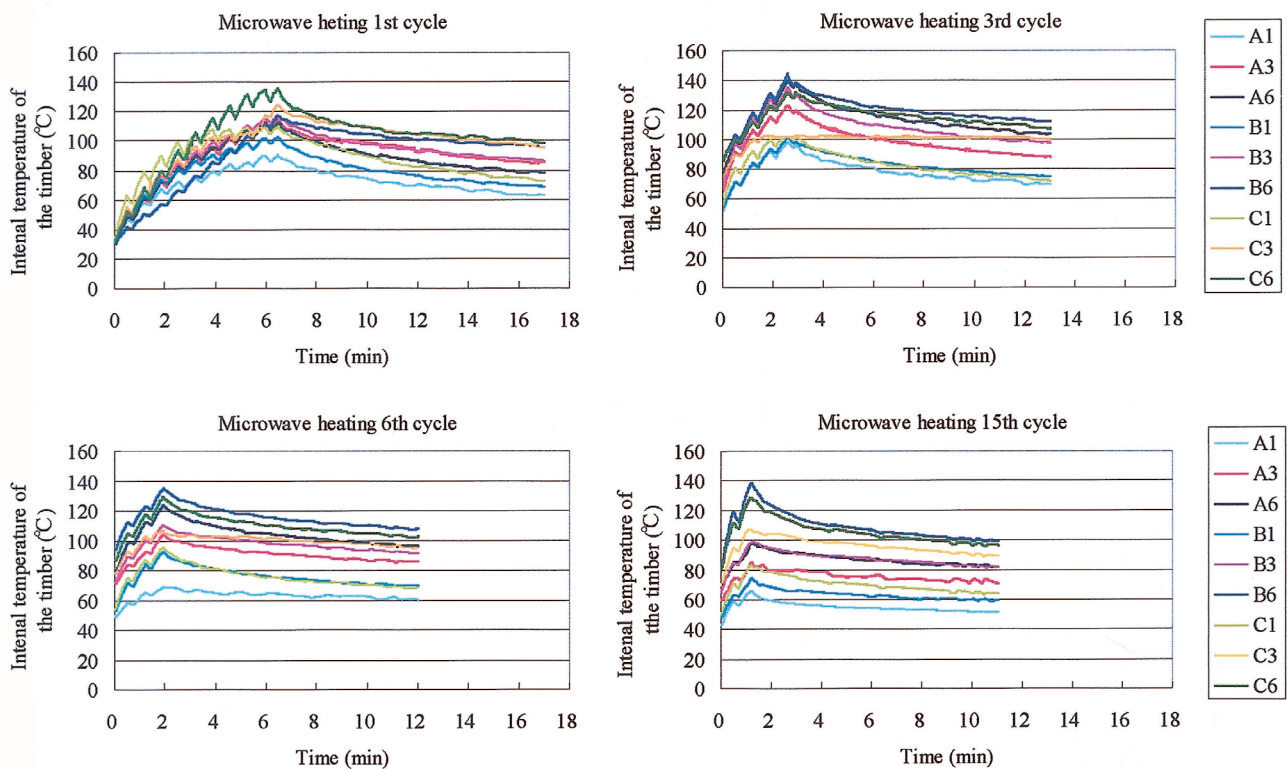 Microwave heting 1st cycle
Intenal temperature of
the timber (℃)
160
140
120
100
80
60
40
20
0
0 2 4 6 8 10 12 14 16 18
Time (min)
Microwave heating 3rd cycle
Intenal temperature of
the timber (℃)
160
140
120
100
80
60
40
20
0
0 2 4 6 8 10 12 14 16 18
Time (min)
A1
A3
A6
B1
B3
B6
C1
C3
C6
Microwave heating 6th cycle
Intenal temperature of
the timber (℃)
160
140
120
100
80
60
40
20
0
0 2 4 6 8 10 12 14 16 18
Time (min)
Microwave heating 15th cycle
Intenal temperature of
tthe timber (℃)
160
140
120
100
80
60
40
20
0
0 2 4 6 8 10 12 14 16 18
Time (min)
A1
A3
A6
B1
B3
B6
C1
C3
C6